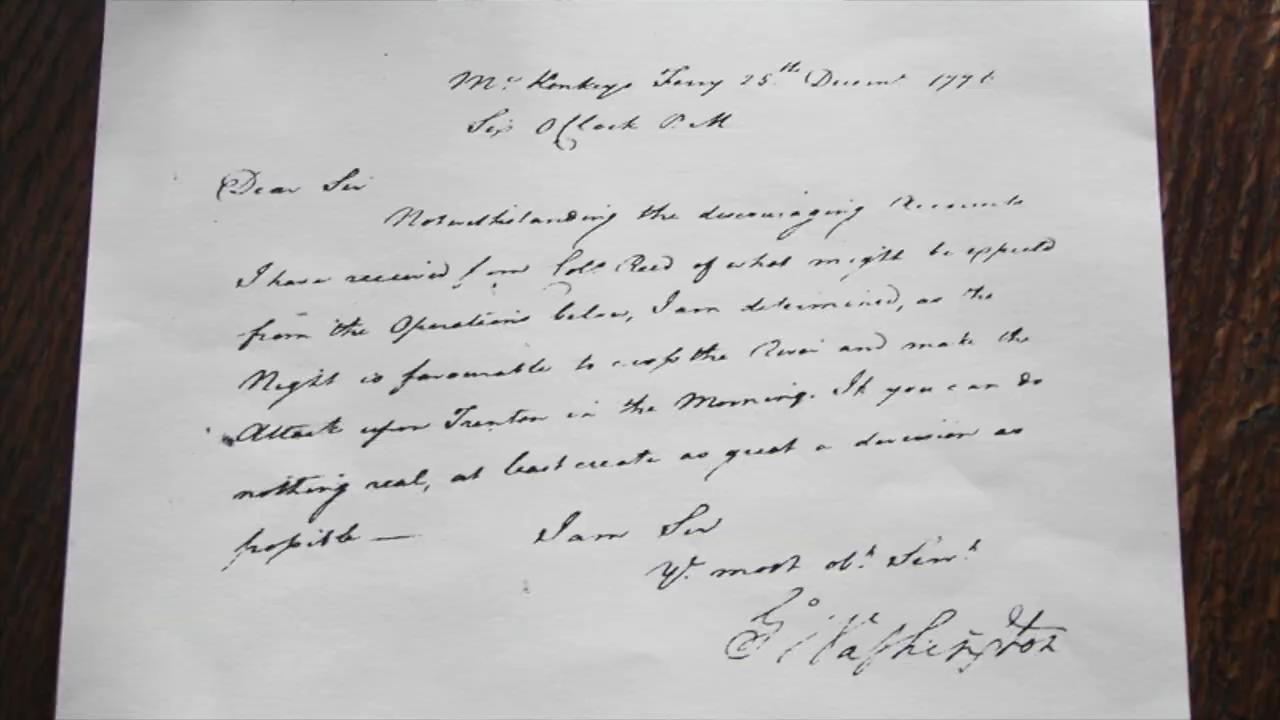 Mc Konkeys Ferry 25th Decemr 1776
Six OClock P.M
Dear Sir
Notwithstanding the discouraging Accounts
I have received from Colo Reed of what might be expected
from the Operations below, I am determined, as the
Night is favourable to cross the River and make the
Attack upon Trenton in the Morning. If you can do
nothing real, at least create as great a diversion as
possible — I am Sir
Yr. most obt. Servt.
Go Washington